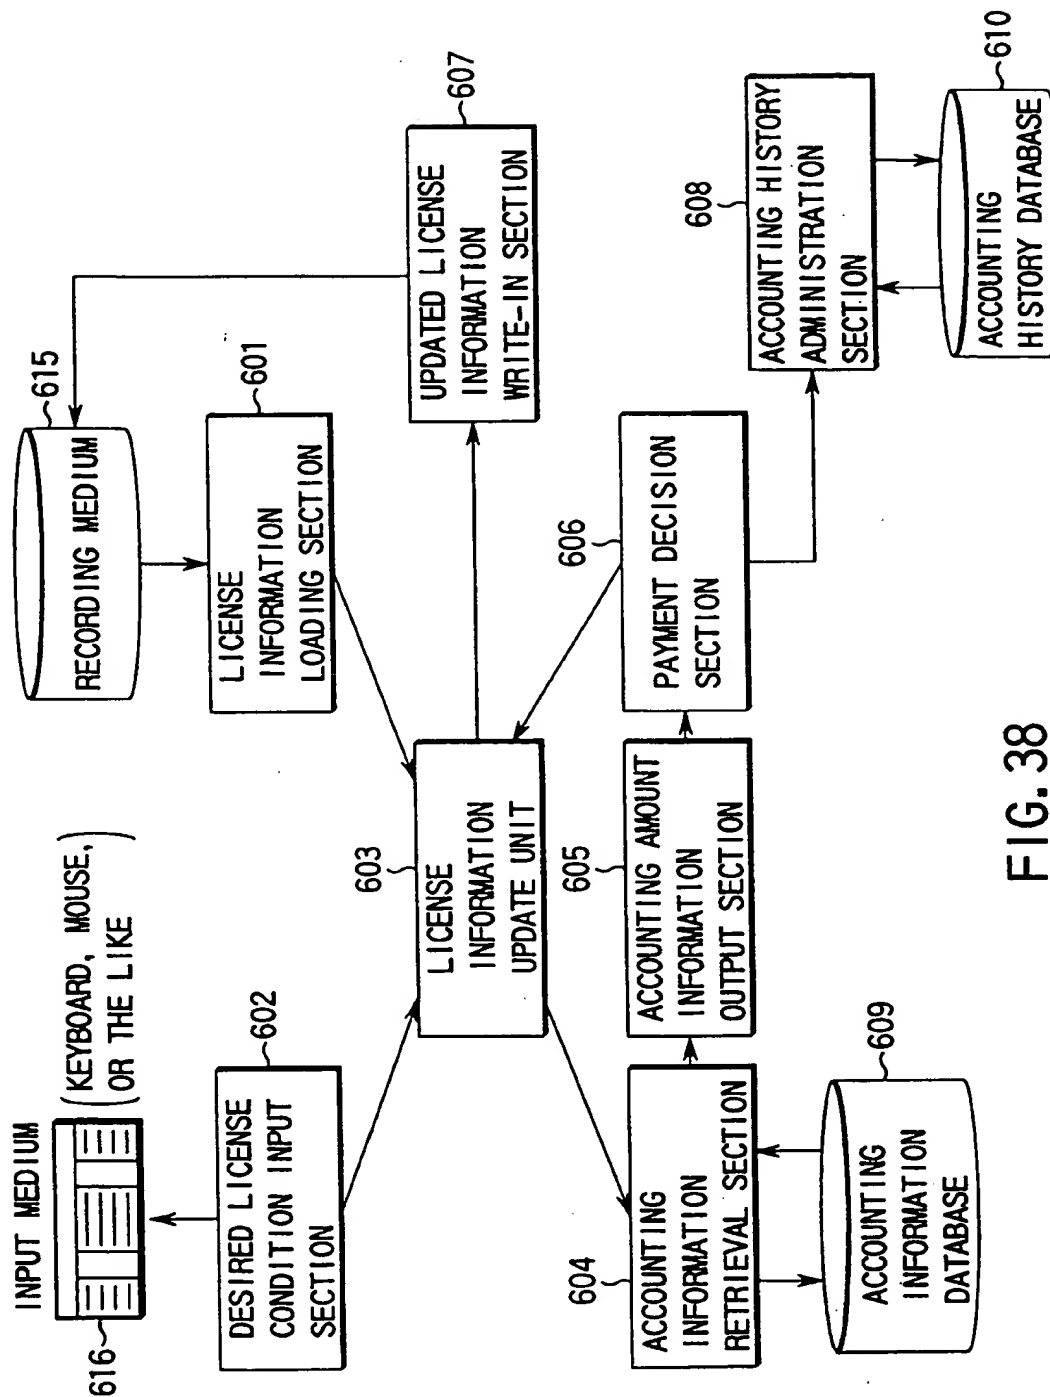 INPUT MEDIUM
(KEYBOARD, MOUSE,
OR THE LIKE)
616
DESIRED LICENSE
CONDITION INPUT
SECTION
602
RECORDING MEDIUM
615
LICENSE
INFORMATION
LOADING SECTION
601
LICENSE
INFORMATION
UPDATE UNIT
603
UPDATED LICENSE
INFORMATION
WRITE-IN SECTION
607
ACCOUNTING
INFORMATION
RETRIEVAL SECTION
604
ACCOUNTING AMOUNT
INFORMATION
OUTPUT SECTION
605
PAYMENT DECISION
SECTION
606
ACCOUNTING HISTORY
ADMINISTRATION
SECTION
608
ACCOUNTING
INFORMATION
DATABASE
609
ACCOUNTING
HISTORY DATABASE
610
FIG. 38